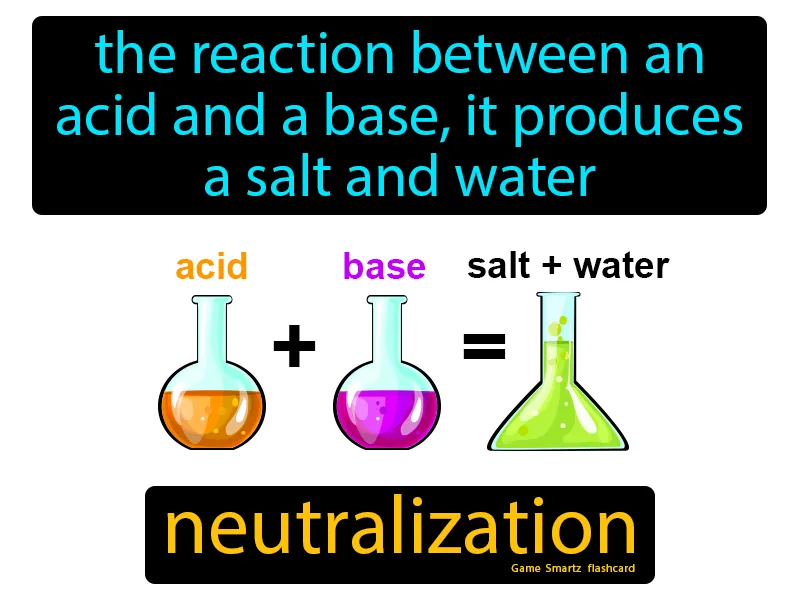 the reaction between an
acid and a base, it produces
a salt and water
acid
base
salt + water
+
=
neutralization
Game Smartz flashcard